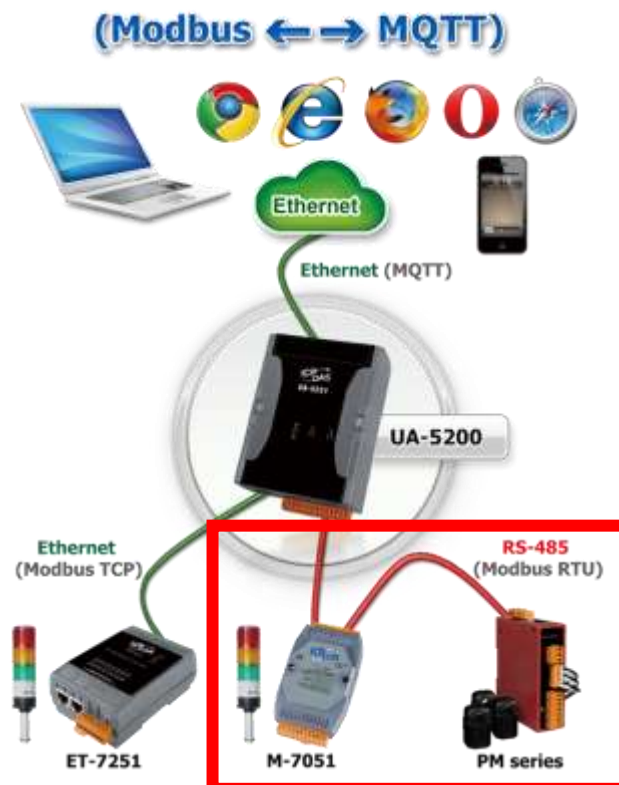 (Modbus ←→ MQTT)
Ethernet
Ethernet (MQTT)
UA-5200
Ethernet
(Modbus TCP)
RS-485
(Modbus RTU)
ET-7251
M-7051
PM series